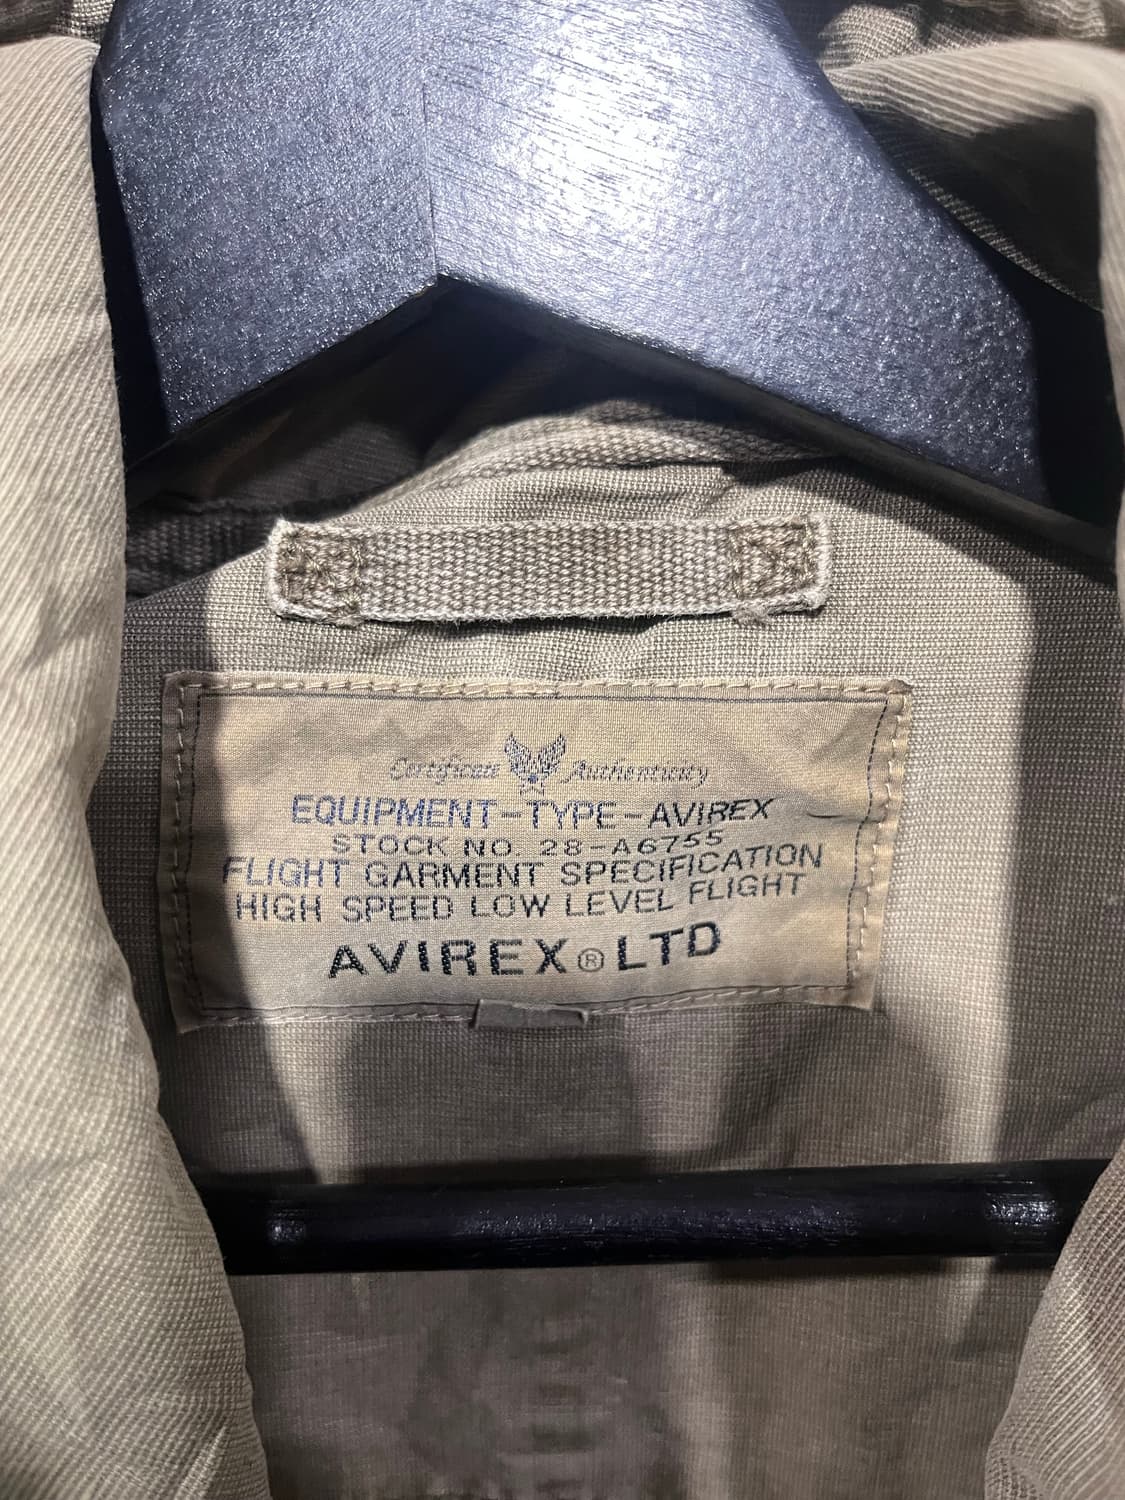 Certificate Authenticity
EQUIPMENT-TYPE-AVIREX
STOCK NO. 28-A6755
FLIGHT GARMENT SPECIFICATION
HIGH SPEED LOW LEVEL FLIGHT
AVIREX® LTD